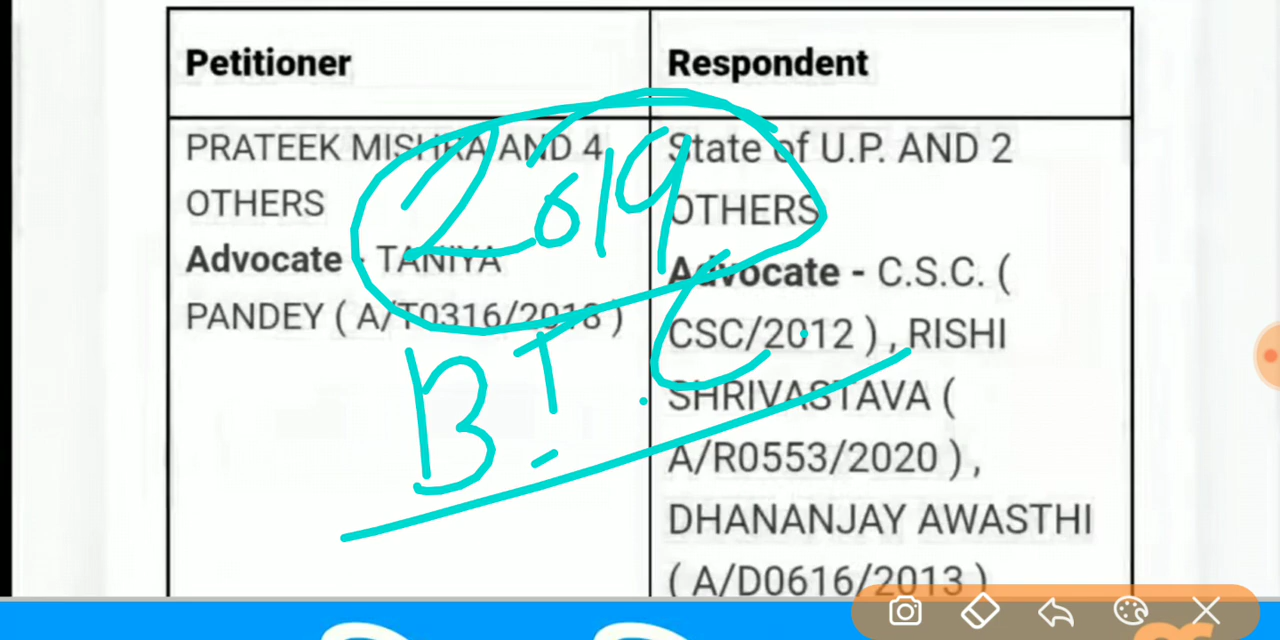 Petitioner
Respondent
PRATEEK MISHRA AND 4
OTHERS
Advocate - TANIYA
PANDEY ( A/T0316/2018 )
State of U.P. AND 2
OTHERS
Advocate - C.S.C. (
CSC/2012 ) , RISHI
SHRIVASTAVA (
A/R0553/2020 ) ,
DHANANJAY AWASTHI
( A/D0616/2013 )
2019
B.T.C